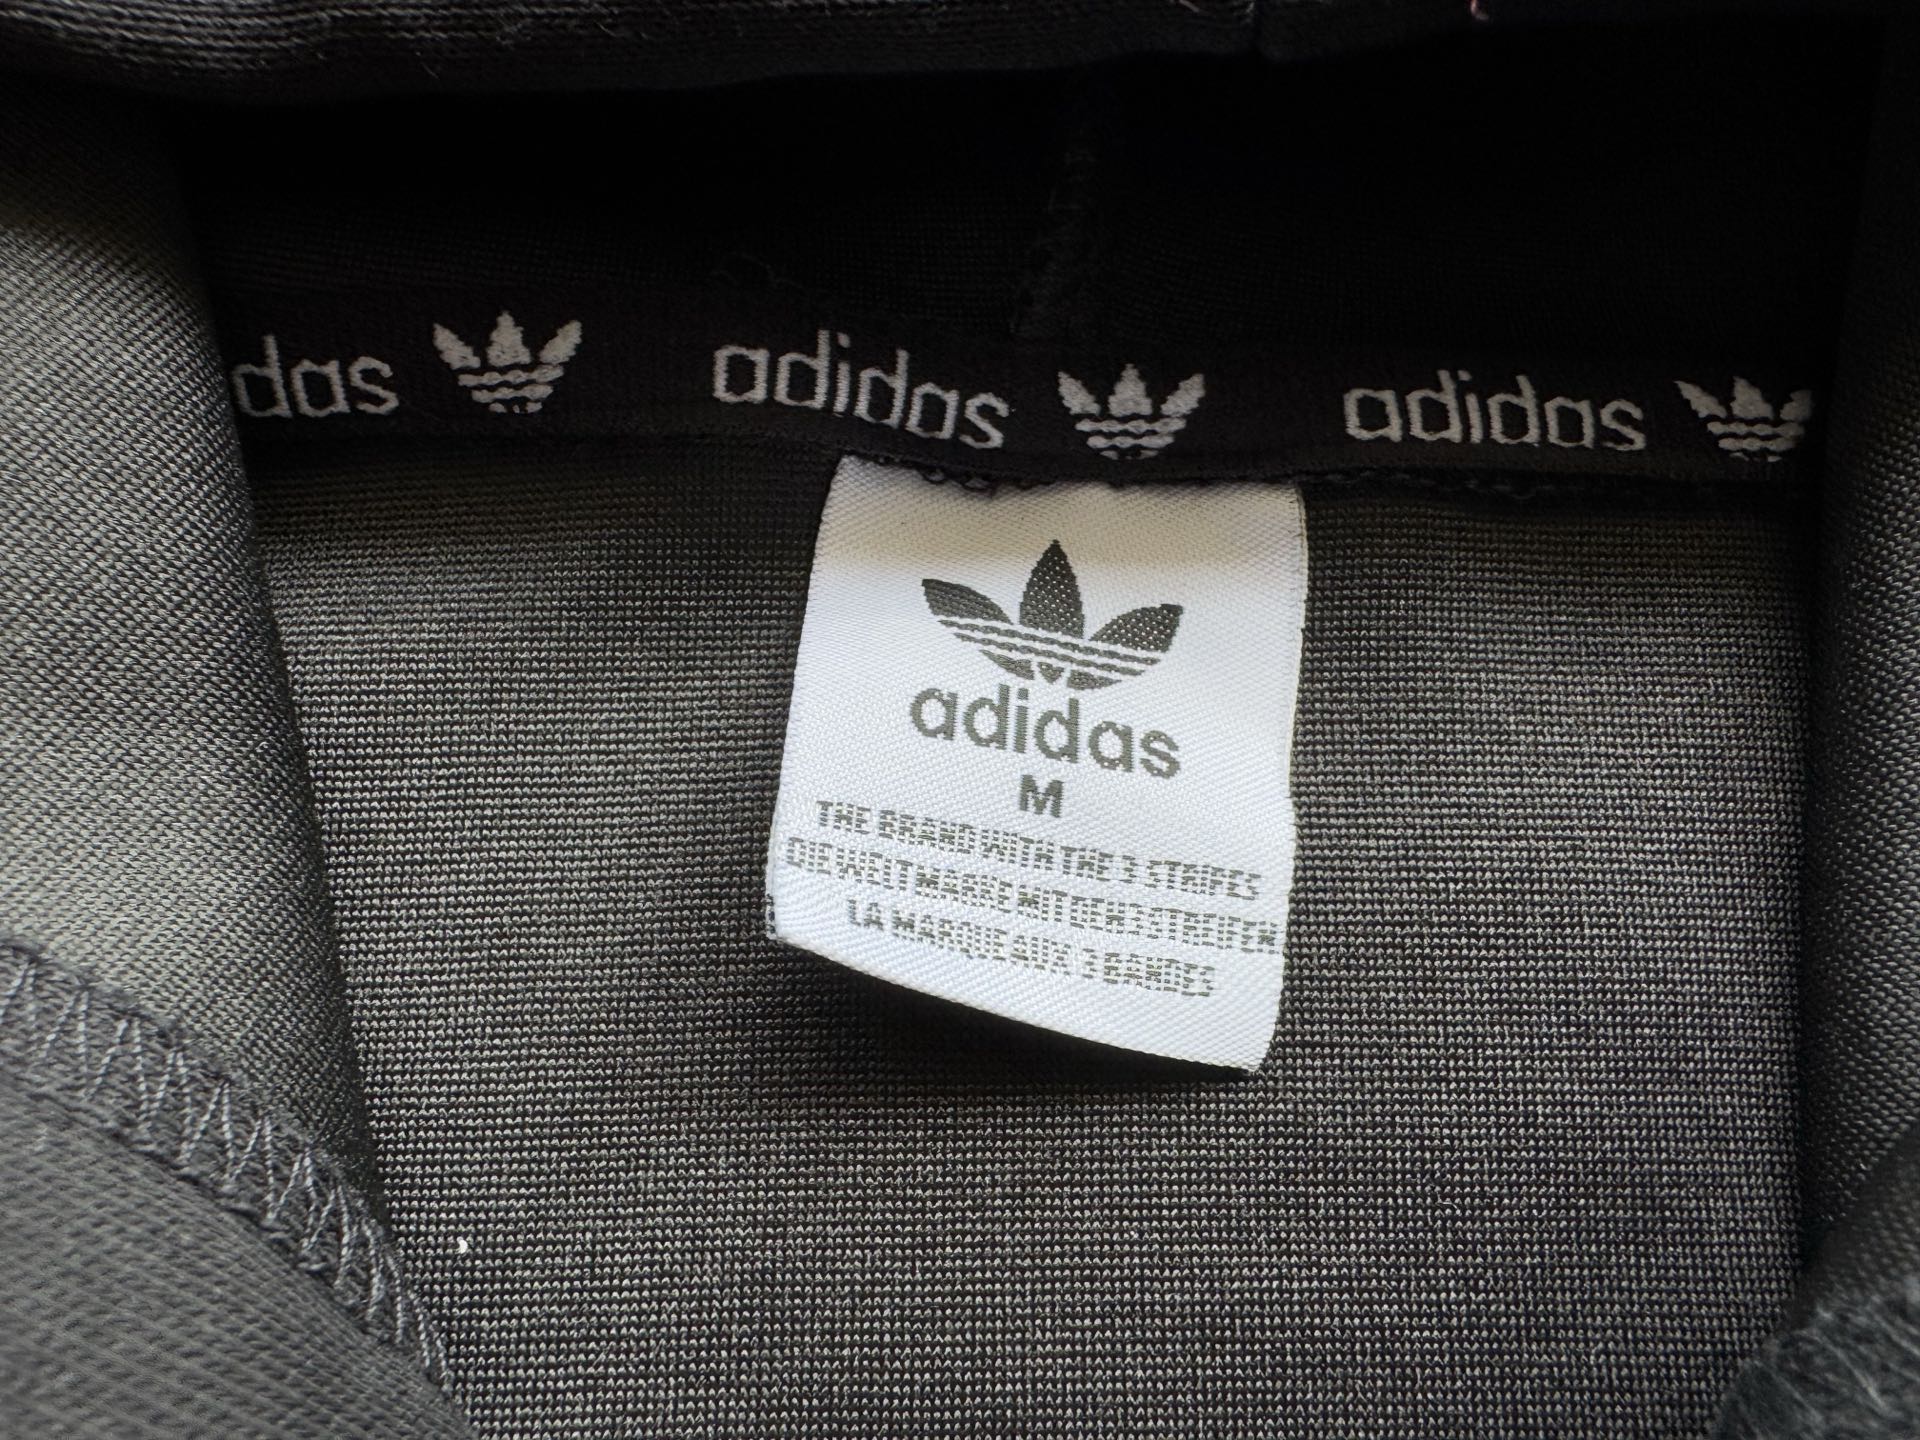 das adidas adidas
adidas
M
THE BRAND WITH THE 3 STRIPES
DIE WELTMARKE MIT DEN 3 STREIFEN
LA MARQUE AUX 3 BANDES